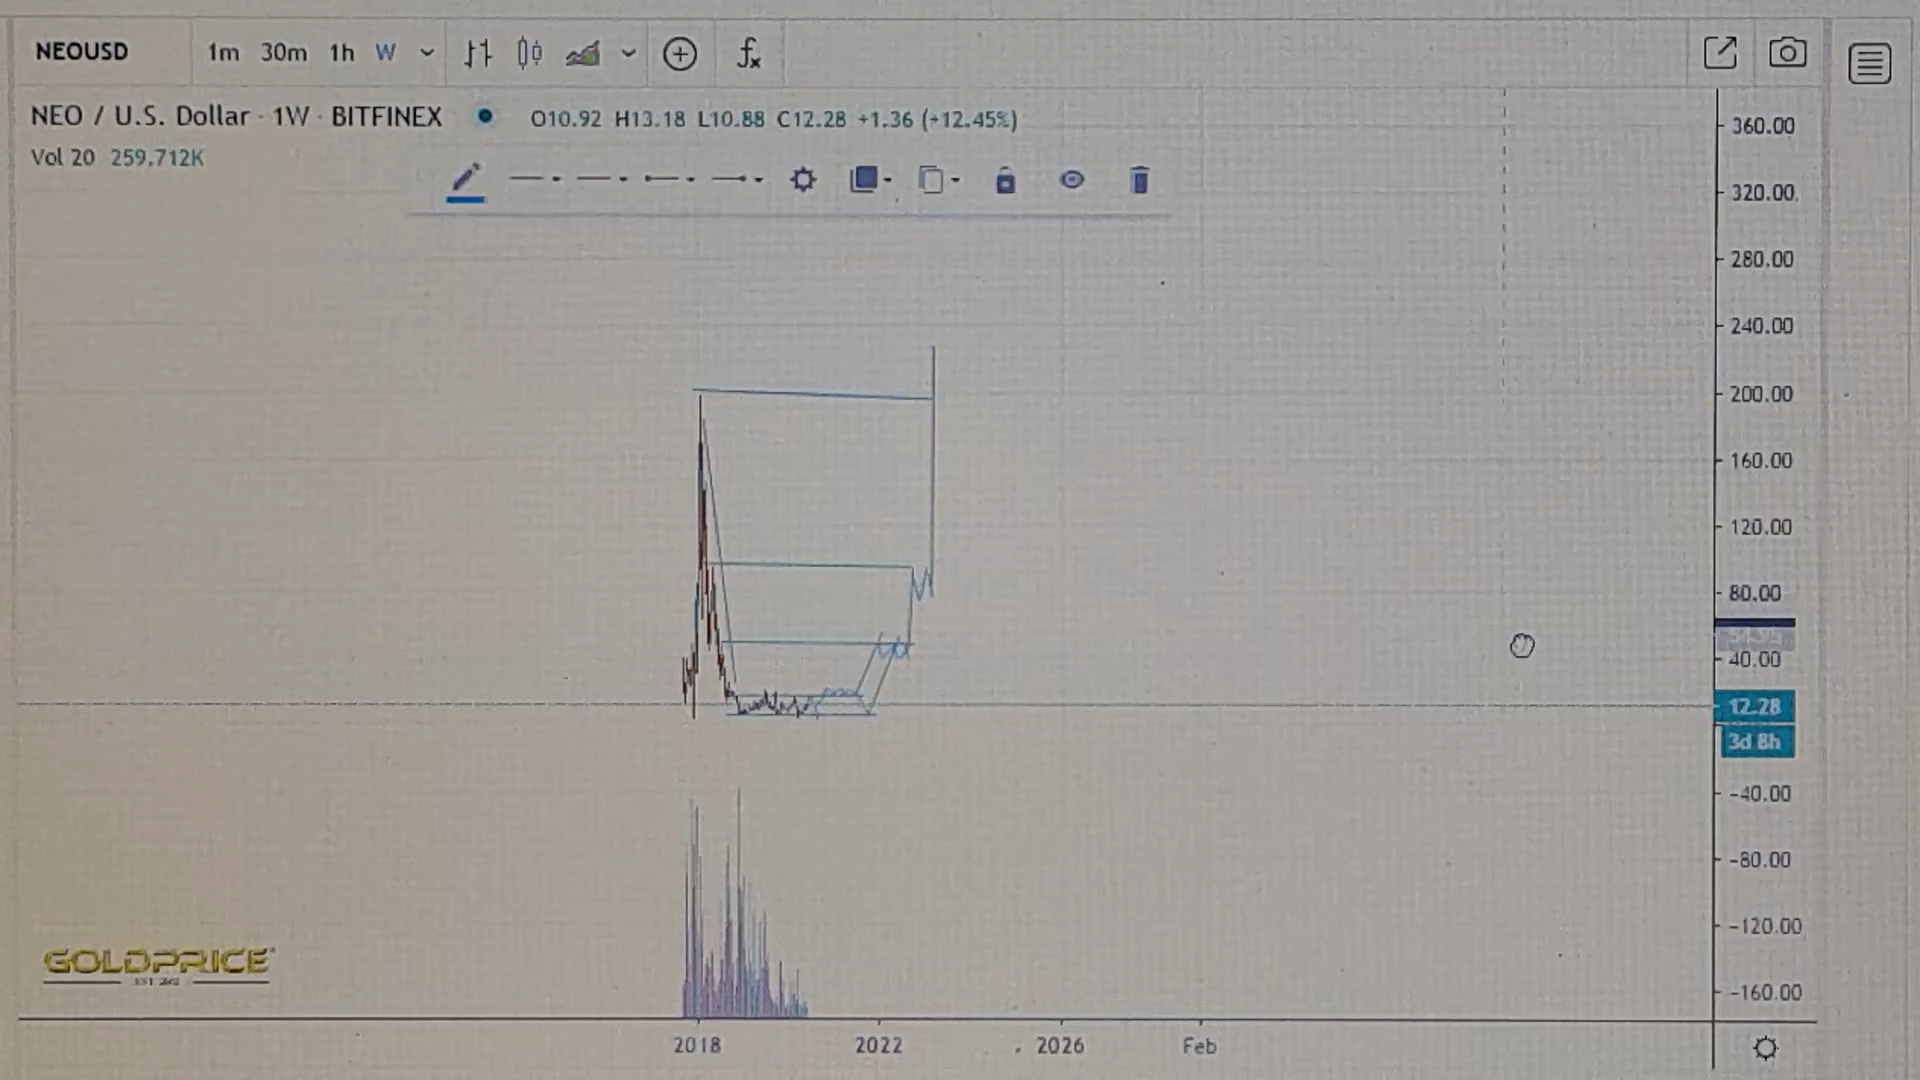 NEOUSD
1m 30m 1h W
NEO / U.S. Dollar · 1W · BITFINEX O10.92 H13.18 L10.88 C12.28 +1.36 (+12.45%)
Vol 20 259.712K
360.00
320.00
280.00
240.00
200.00
160.00
120.00
80.00
40.00
12.28
3d 8h
-40.00
-80.00
-120.00
-160.00
GOLDPRICE
2018 2022 2026 Feb